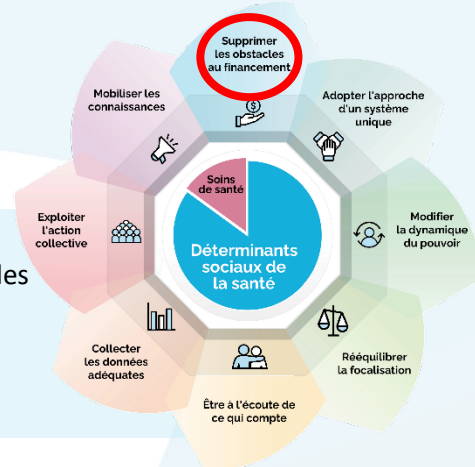 Supprimer
les obstacles
au financement
Mobiliser les
connaissances
Adopter l'approche
d'un système
unique
Soins
de santé
Exploiter
l'action
collective
Déterminants
sociaux de
la santé
Modifier
la dynamique
du pouvoir
les
Collecter
les données
adéquates
Rééquilibrer
la focalisation
Être à l'écoute de
ce qui compte